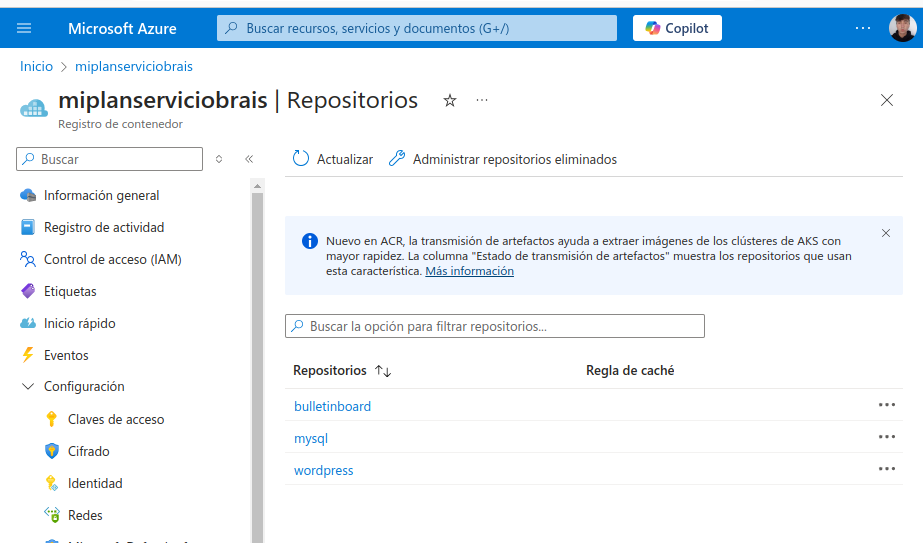 Microsoft Azure
Buscar recursos, servicios y documentos (G+/)
Copilot
Inicio > miplanserviciobrais
miplanserviciobrais | Repositorios
Registro de contenedor
Buscar
Actualizar
Administrar repositorios eliminados
Información general
Registro de actividad
Control de acceso (IAM)
Etiquetas
Inicio rápido
Eventos
Configuración
Claves de acceso
Cifrado
Identidad
Redes
Nuevo en ACR, la transmisión de artefactos ayuda a extraer imágenes de los clústeres de AKS con
mayor rapidez. La columna "Estado de transmisión de artefactos" muestra los repositorios que usan
esta característica. Más información
Buscar la opción para filtrar repositorios...
Repositorios
Regla de caché
bulletinboard
mysql
wordpress